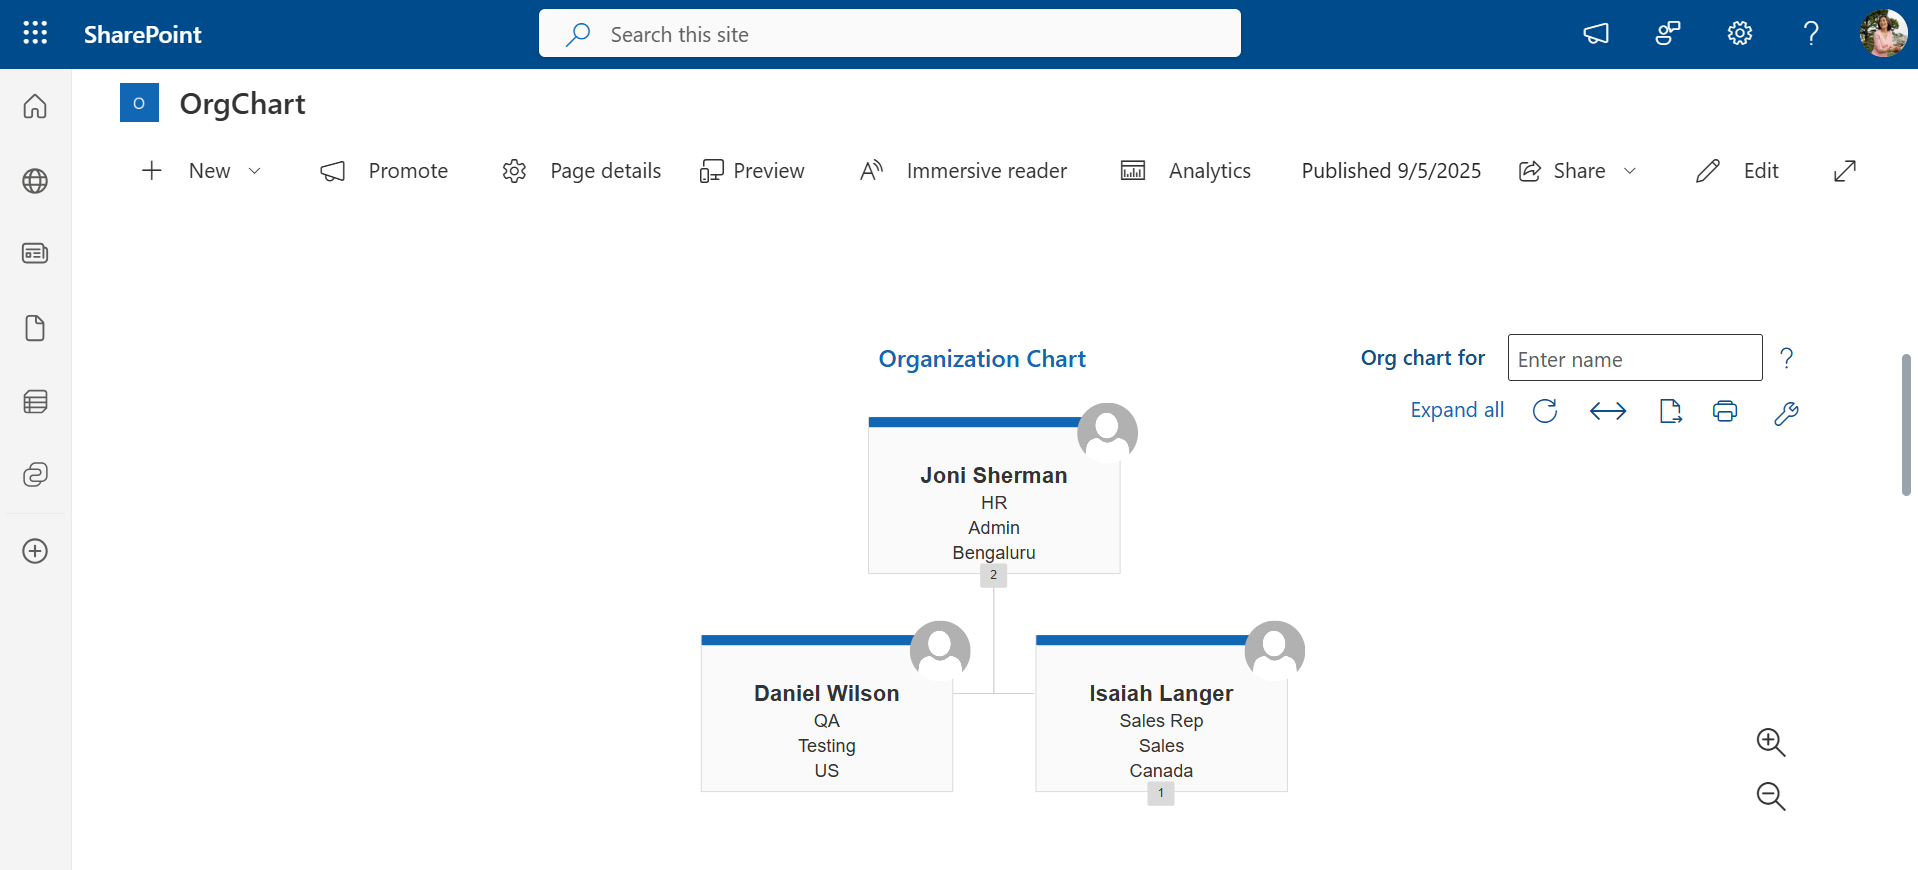 SharePoint
Search this site
?
O
OrgChart
New
Promote
Page details
Preview
Immersive reader
Analytics
Published 9/5/2025
Share
Edit
Organization Chart
Org chart for
Enter name
?
Expand all
Joni Sherman
HR
Admin
Bengaluru
2
Daniel Wilson
QA
Testing
US
Isaiah Langer
Sales Rep
Sales
Canada
1